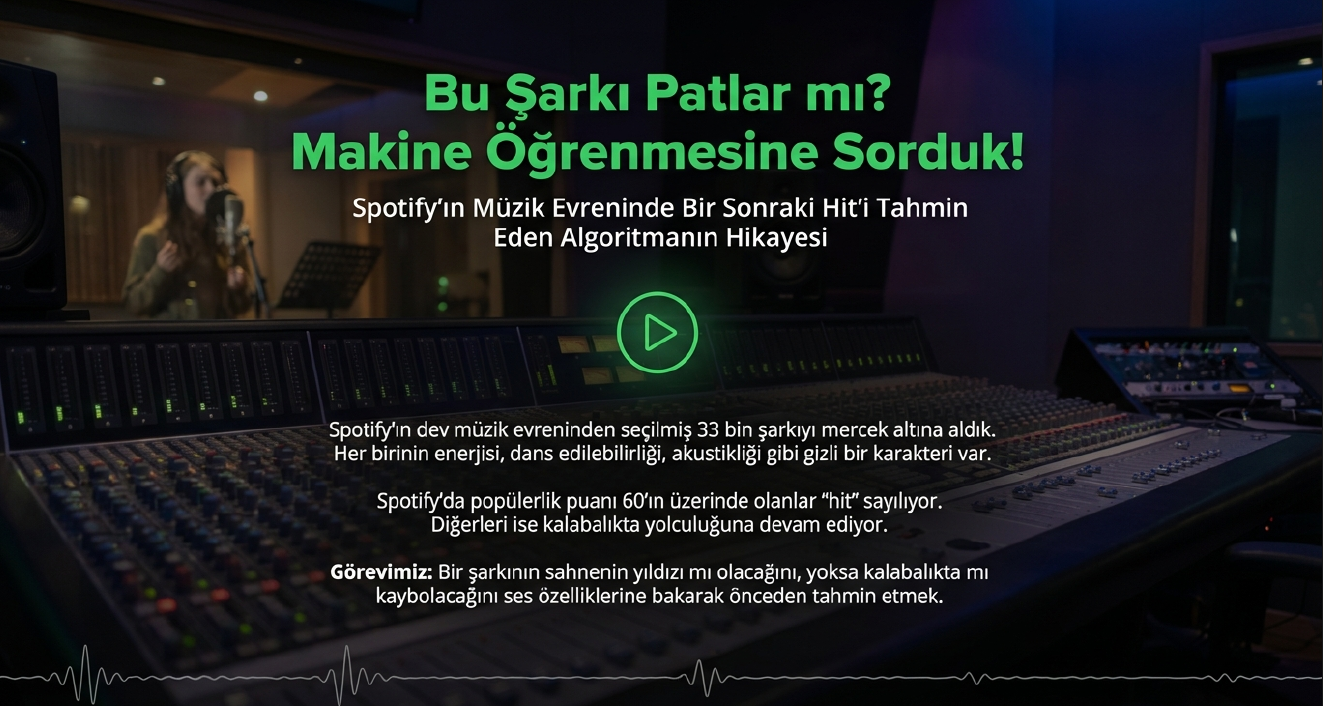 Bu Şarkı Patlar mı?
Makine Öğrenmesine Sorduk!
Spotify'ın Müzik Evreninde Bir Sonraki Hit'i Tahmin
Eden Algoritmanın Hikayesi
Spotify'ın dev müzik evreninden seçilmiş 33 bin şarkıyı mercek altına aldık.
Her birinin enerjisi, dans edilebilirliği, akustikliği gibi gizli bir karakteri var.
Spotify'da popülerlik puanı 60'ın üzerinde olanlar “hit” sayılıyor.
Diğerleri ise kalabalıkta yolculuğuna devam ediyor.
Görevimiz: Bir şarkının sahnenin yıldızı mı olacağını, yoksa kalabalıkta mı
kaybolacağını ses özelliklerine bakarak önceden tahmin etmek.